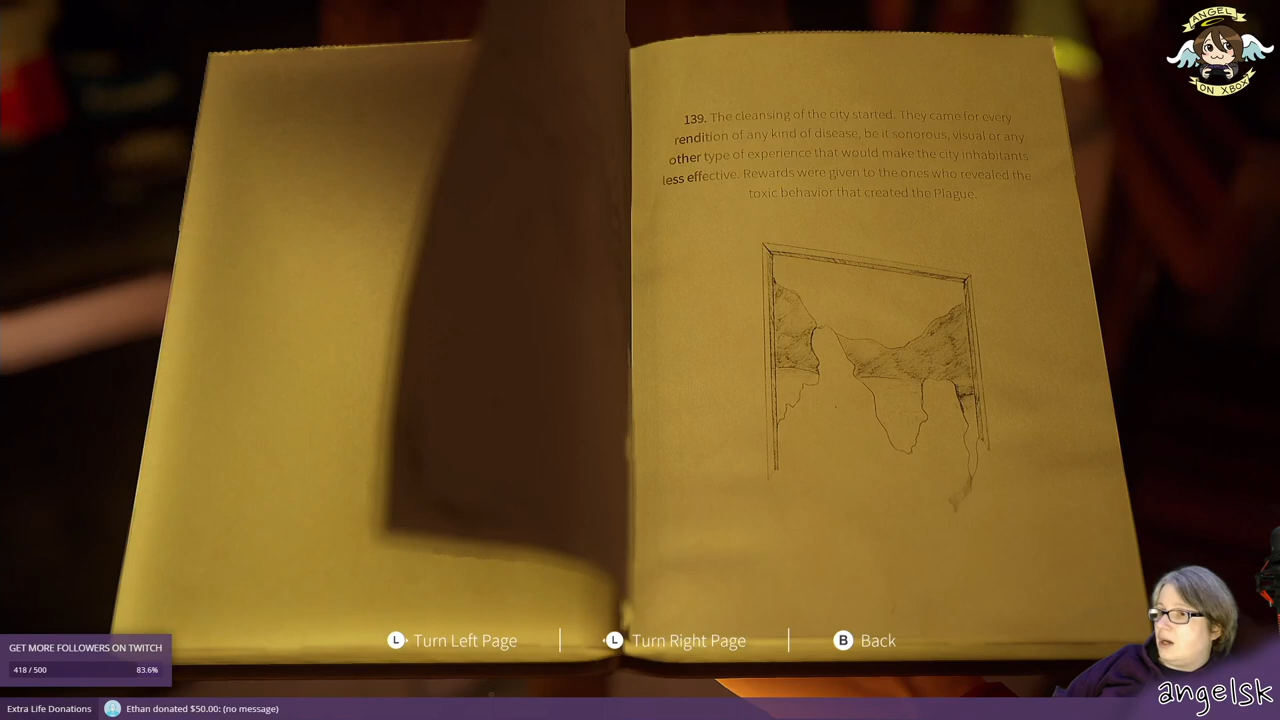 ANGEL
ON XBOX
139. The cleansing of the city started. They came for every
rendition of any kind of disease, be it sonorous, visual or any
other type of experience that would make the city inhabitants
less effective. Rewards were given to the ones who revealed the
toxic behavior that created the Plague.
L Turn Left Page
L Turn Right Page
B Back
GET MORE FOLLOWERS ON TWITCH
418 / 500 83.6%
angelsk
Extra Life Donations
Ethan donated $50.00: (no message)